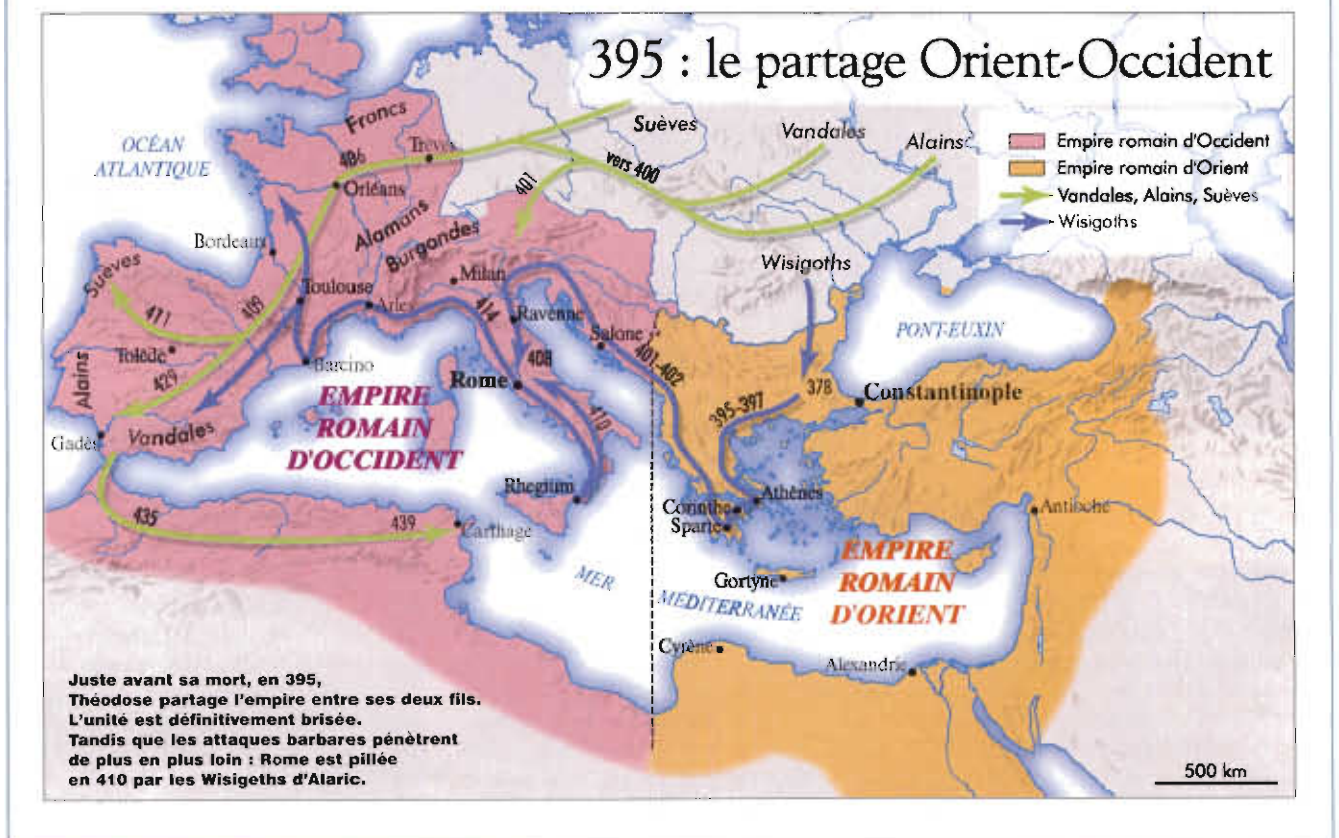 395 : le partage Orient-Occident
Empire romain d'Occident
Empire romain d'Orient
Vandales, Alains, Suèves
Wisigoths
OCÉAN
ATLANTIQUE
Francs
Suèves
Vandales
Alains
406
Trèves
vers 400
401
Orléans
Alamans
Burgondes
Bordeaux
Milan
Wisigoths
Suèves
Toulouse
Arles
414
Ravenne
PONT-EUXIN
411
409
Salone
Tolède
Barcino
408
401-402
429
Alains
Rome
378
Constantinople
395-397
EMPIRE
ROMAIN
D'OCCIDENT
410
Gadès
Vandales
Rhegium
Athènes
Corinthe
Sparte
Antioche
435
439
Carthage
EMPIRE
ROMAIN
D'ORIENT
MER
MÉDITERRANÉE
Gortyne
Cyrène
Alexandrie
Juste avant sa mort, en 395,
Théodose partage l'empire entre ses deux fils.
L'unité est définitivement brisée.
Tandis que les attaques barbares pénètrent
de plus en plus loin : Rome est pillée
en 410 par les Wisigeths d'Alaric.
500 km